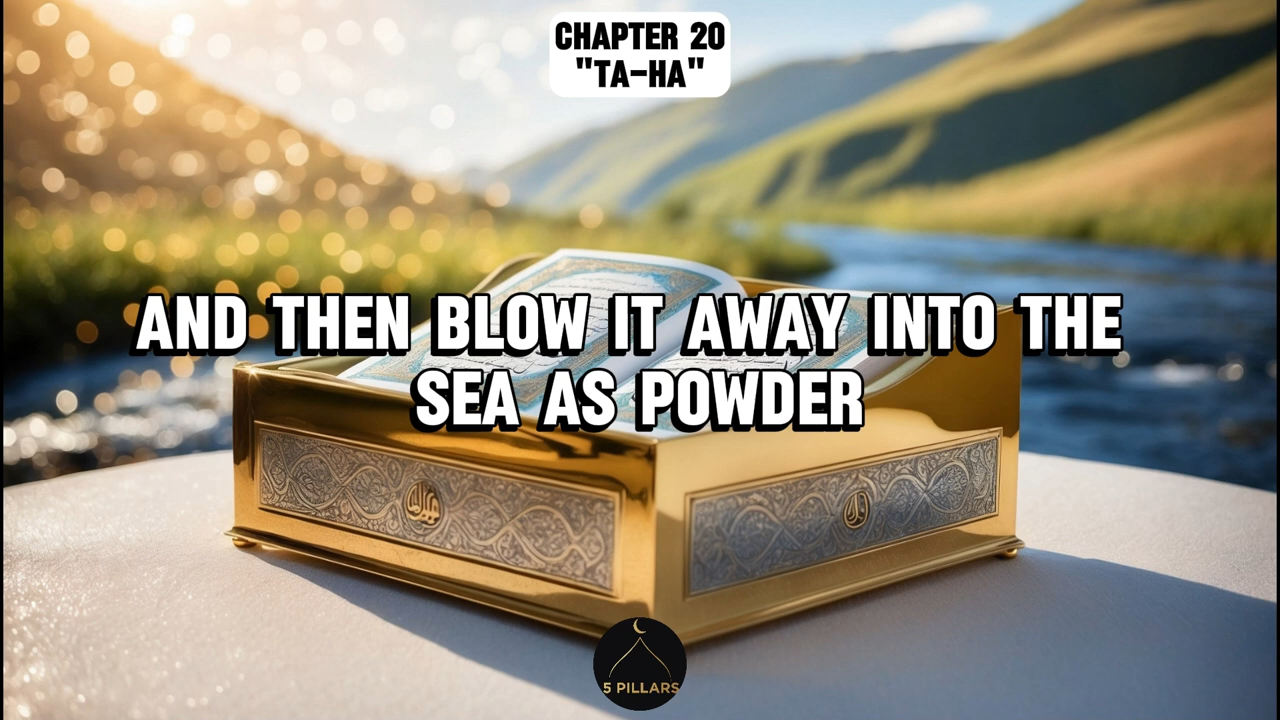 CHAPTER 20
"TA-HA"
AND THEN BLOW IT AWAY INTO THE
SEA AS POWDER
5 PILLARS